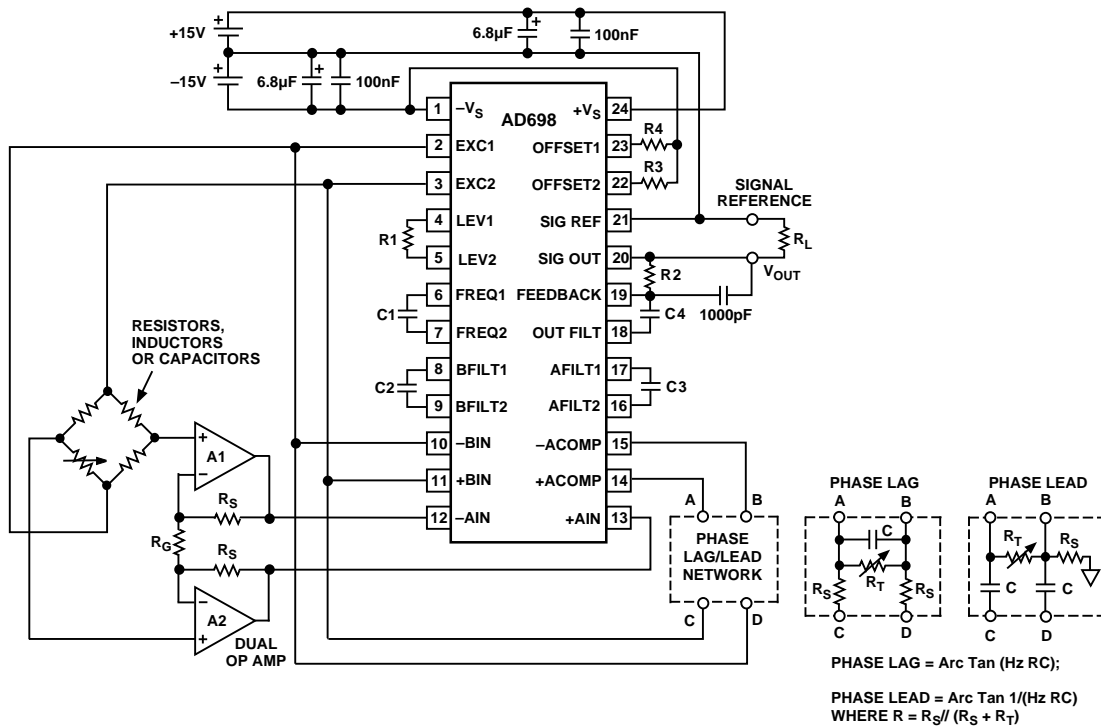 +15V
–15V
6.8µF
100nF
6.8µF
100nF
AD698
1 –VS
2 EXC1
3 EXC2
4 LEV1
5 LEV2
6 FREQ1
7 FREQ2
8 BFILT1
9 BFILT2
10 –BIN
11 +BIN
12 –AIN
+VS 24
OFFSET1 23
OFFSET2 22
SIG REF 21
SIG OUT 20
FEEDBACK 19
OUT FILT 18
AFILT1 17
AFILT2 16
–ACOMP 15
+ACOMP 14
+AIN 13
R1
C1
C2
R4
R3
SIGNAL
REFERENCE
RL
VOUT
R2
C4
1000pF
C3
RESISTORS,
INDUCTORS
OR CAPACITORS
+
A1
–
RS
RG
RS
–
A2
+
DUAL
OP AMP
A
B
PHASE
LAG/LEAD
NETWORK
C
D
PHASE LAG
A
B
C
RS
RT
RS
C
D
PHASE LEAD
A
B
RT
RS
C
C
C
D
PHASE LAG = Arc Tan (Hz RC);
PHASE LEAD = Arc Tan 1/(Hz RC)
WHERE R = RS// (RS + RT)